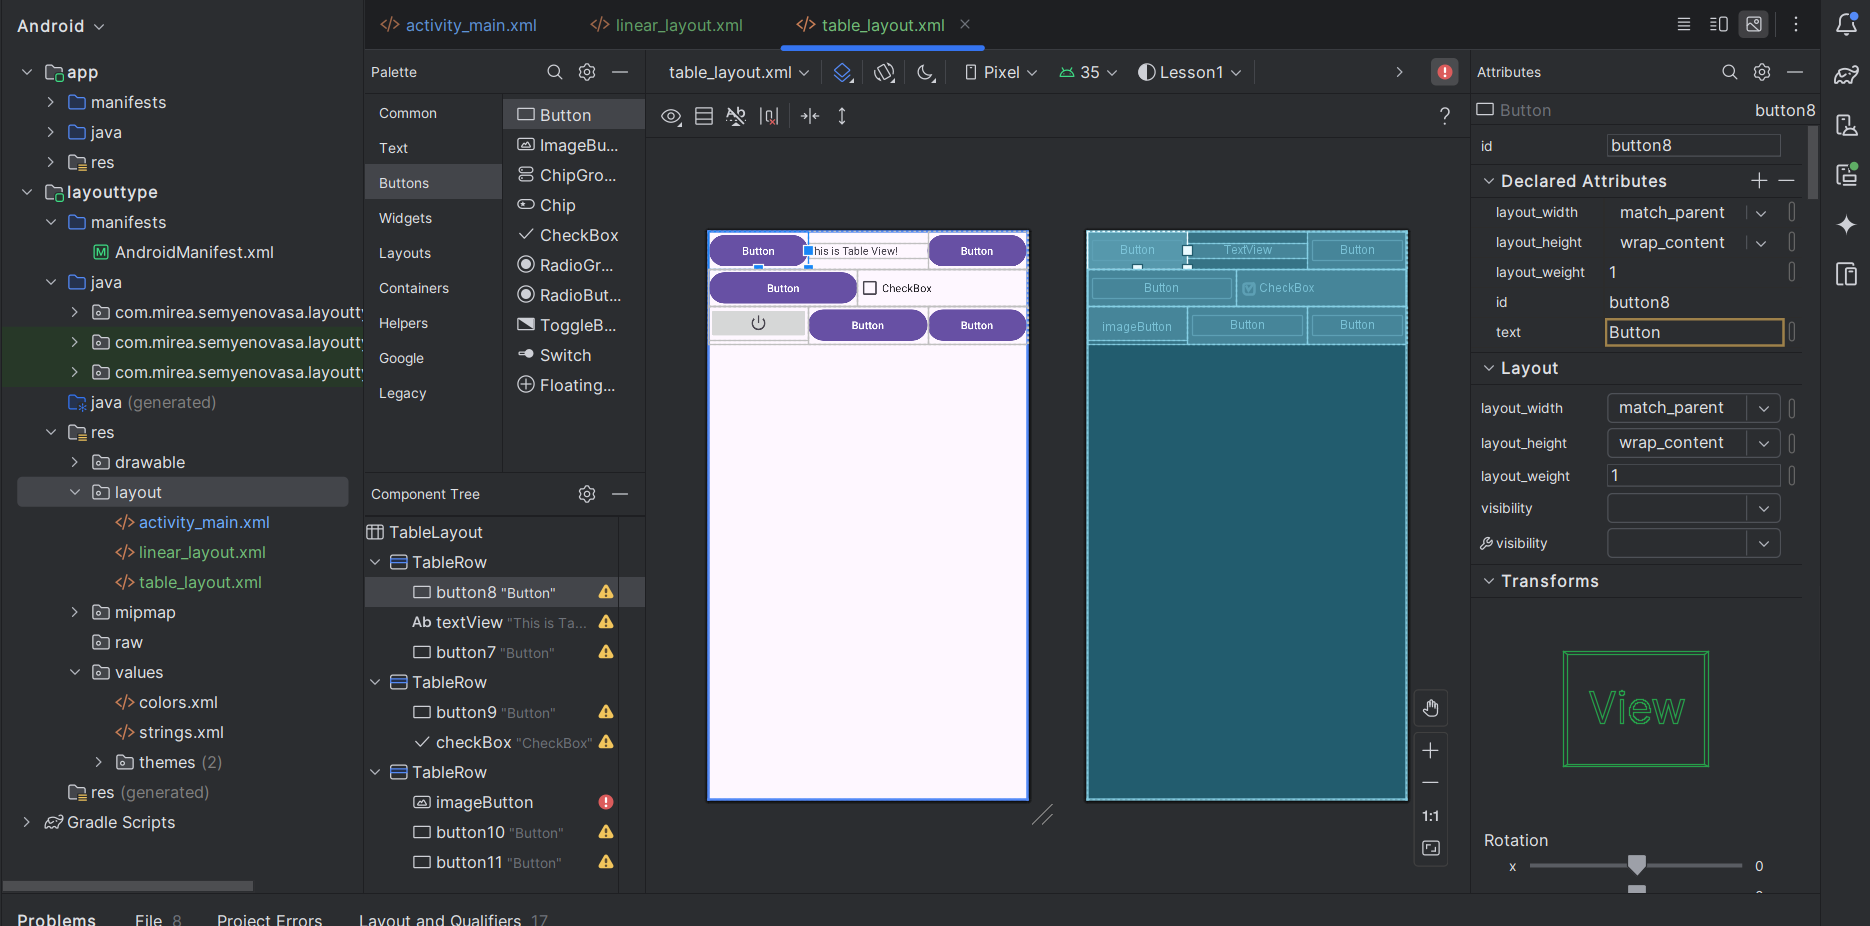 Android
app
manifests
java
res
layouttype
manifests
AndroidManifest.xml
java
com.mirea.semyenovasa.layoutty
com.mirea.semyenovasa.layoutty
com.mirea.semyenovasa.layoutty
java (generated)
res
drawable
layout
activity_main.xml
linear_layout.xml
table_layout.xml
mipmap
raw
values
colors.xml
strings.xml
themes (2)
res (generated)
Gradle Scripts
activity_main.xml
linear_layout.xml
table_layout.xml
Palette
Common
Text
Buttons
Widgets
Layouts
Containers
Helpers
Google
Legacy
Button
ImageBu...
ChipGro...
Chip
CheckBox
RadioGr...
RadioBut...
ToggleB...
Switch
Floating...
Component Tree
TableLayout
TableRow
button8 "Button"
Ab textView "This is Ta...
button7 "Button"
TableRow
button9 "Button"
checkBox "CheckBox"
TableRow
imageButton
button10 "Button"
button11 "Button"
table_layout.xml
Pixel
35
Lesson1
?
Button
his is Table View!
Button
Button
CheckBox
Button
Button
Button
TextView
Button
Button
CheckBox
imageButton
Button
Button
1:1
Attributes
Button
button8
id
button8
Declared Attributes
layout_width
match_parent
layout_height
wrap_content
layout_weight
1
id
button8
text
Button
Layout
layout_width
match_parent
layout_height
wrap_content
layout_weight
1
visibility
visibility
Transforms
View
Rotation
x
0
Problems
File 8
Project Errors
Layout and Qualifiers 17